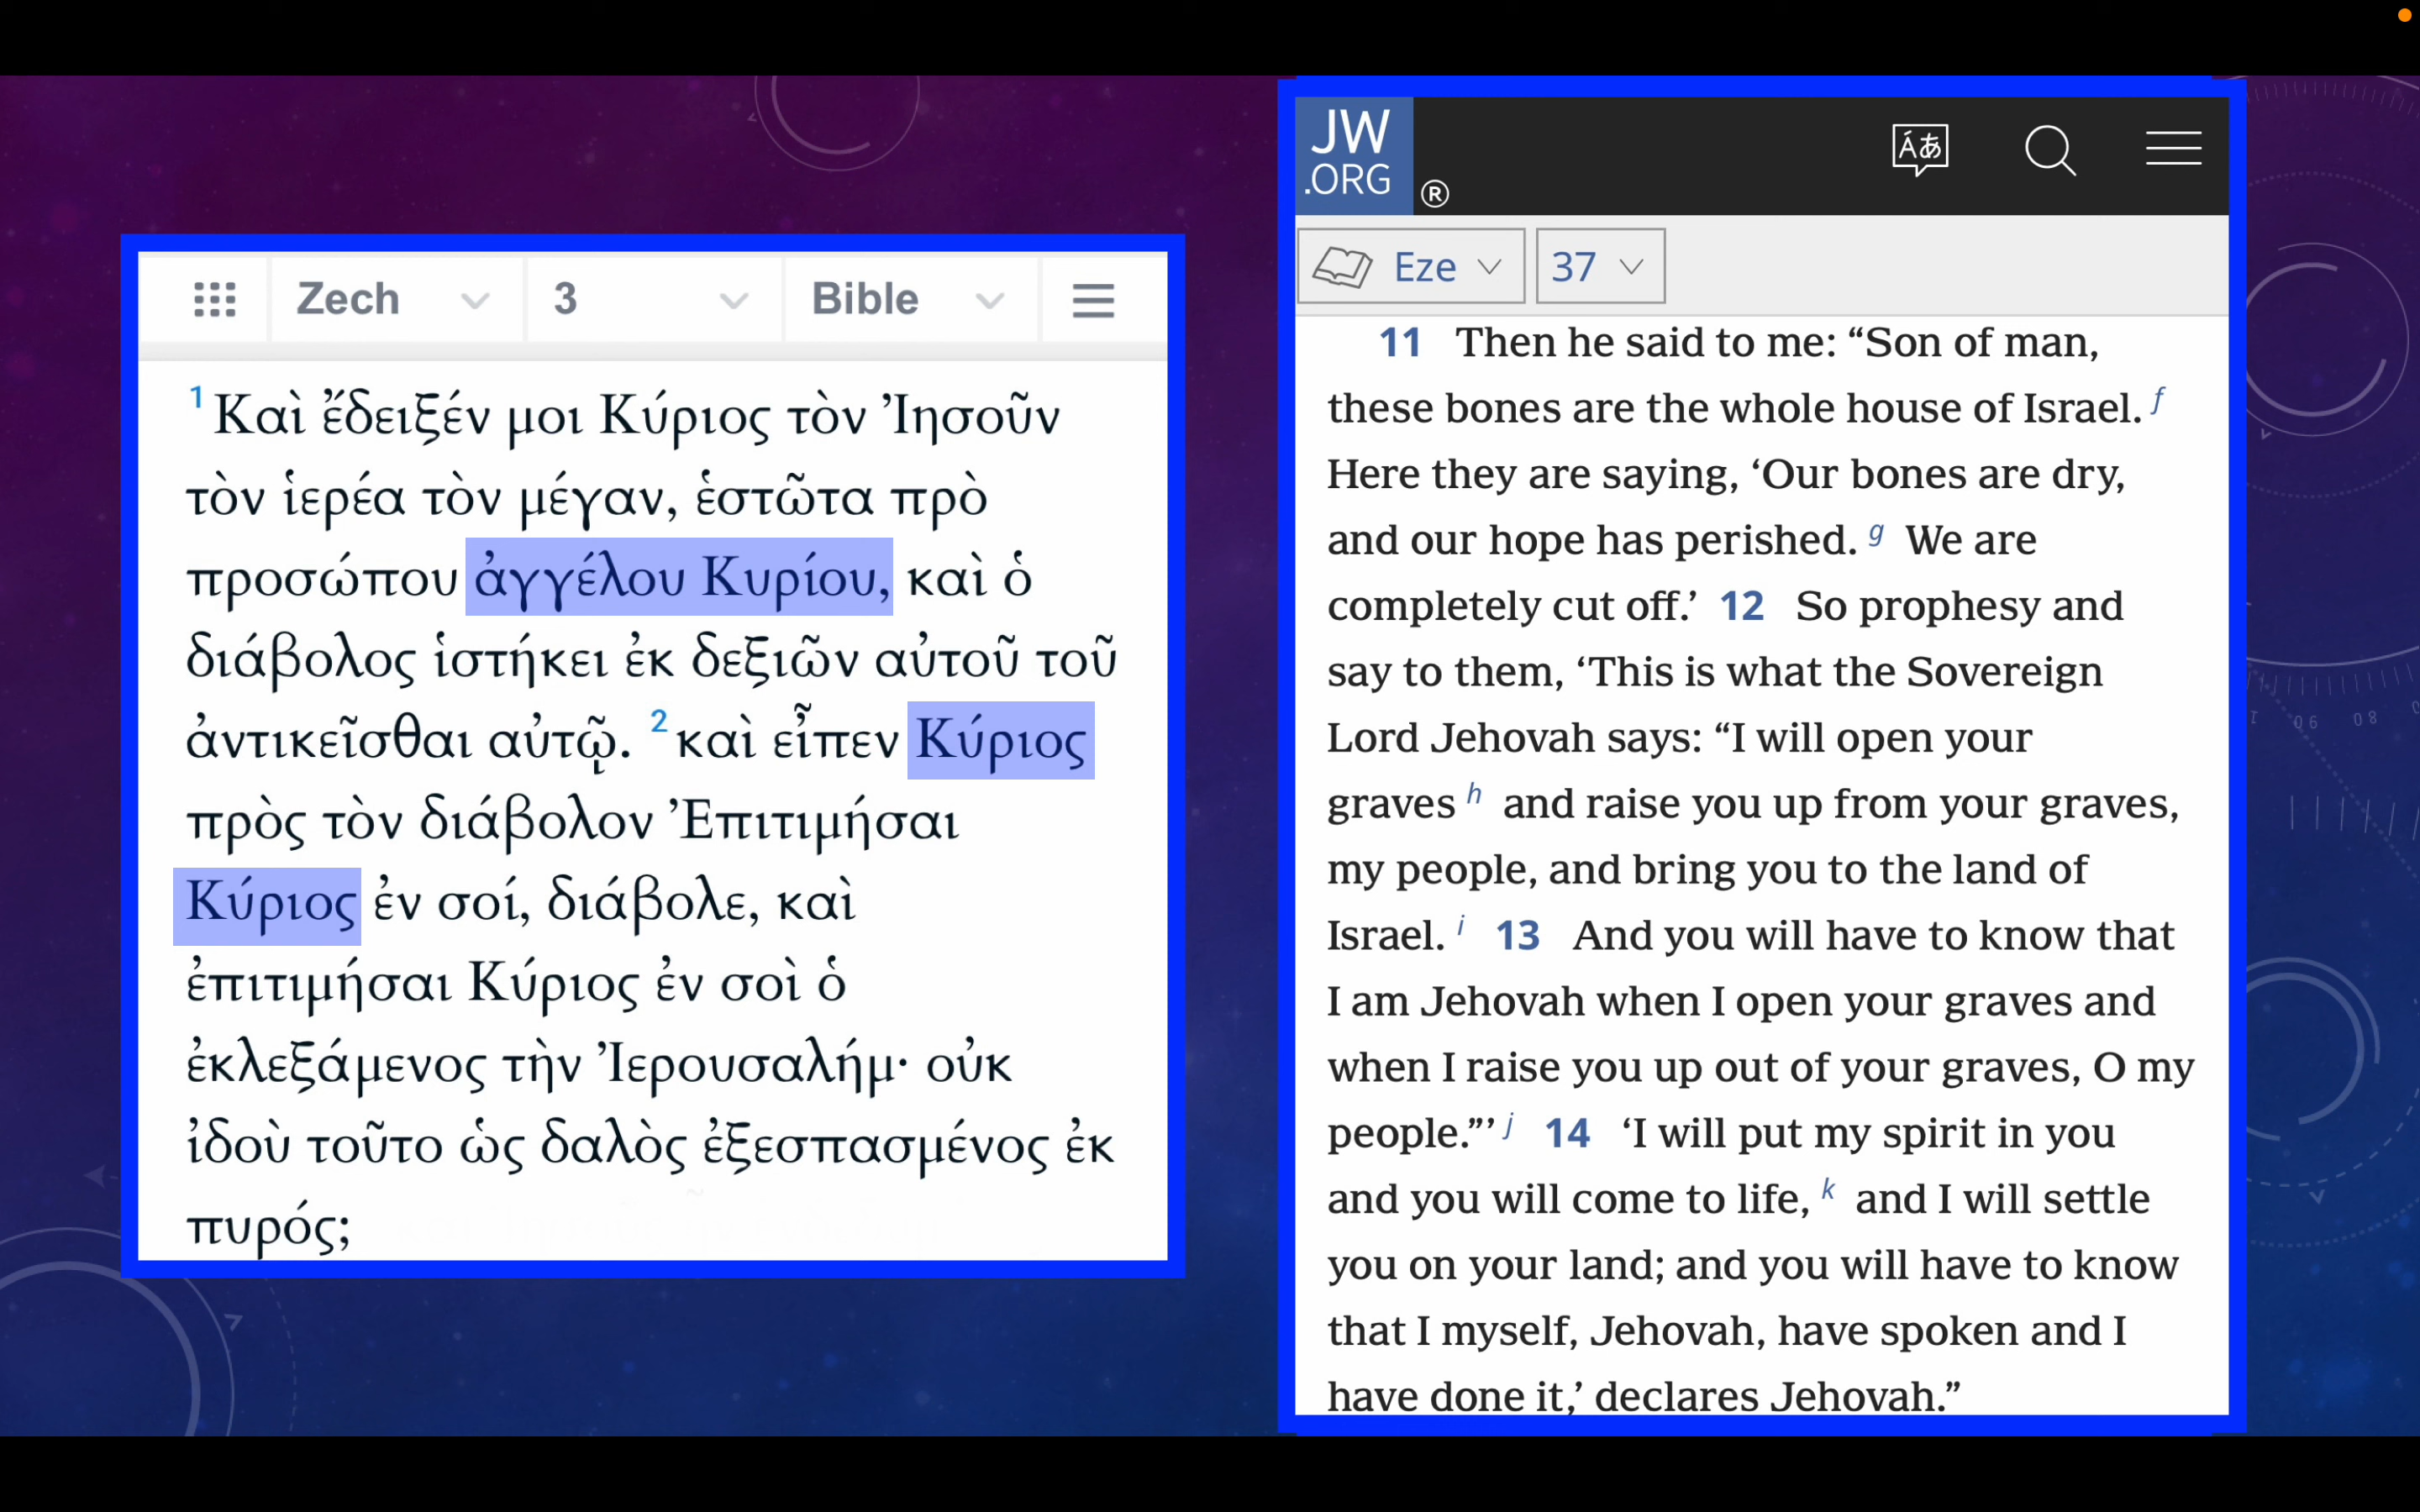 Zech 3 Bible
1 Καὶ ἔδειξέν μοι Κύριος τὸν Ἰησοῦν
τὸν ἱερέα τὸν μέγαν, ἑστῶτα πρὸ
προσώπου ἀγγέλου Κυρίου, καὶ ὁ
διάβολος ἱστήκει ἐκ δεξιῶν αὐτοῦ τοῦ
ἀντικεῖσθαι αὐτῷ. 2 καὶ εἶπεν Κύριος
πρὸς τὸν διάβολον Ἐπιτιμήσαι
Κύριος ἐν σοί, διάβολε, καὶ
ἐπιτιμήσαι Κύριος ἐν σοὶ ὁ
ἐκλεξάμενος τὴν Ἰερουσαλήμ· οὐκ
ἰδοὺ τοῦτο ὡς δαλὸς ἐξεσπασμένος ἐκ
πυρός;
JW
.ORG ®
Áあ
Eze 37
11 Then he said to me: “Son of man,
these bones are the whole house of Israel. f
Here they are saying, ‘Our bones are dry,
and our hope has perished. g We are
completely cut off.’ 12 So prophesy and
say to them, ‘This is what the Sovereign
Lord Jehovah says: “I will open your
graves h and raise you up from your graves,
my people, and bring you to the land of
Israel. i 13 And you will have to know that
I am Jehovah when I open your graves and
when I raise you up out of your graves, O my
people.”’ j 14 ‘I will put my spirit in you
and you will come to life, k and I will settle
you on your land; and you will have to know
that I myself, Jehovah, have spoken and I
have done it,’ declares Jehovah.”